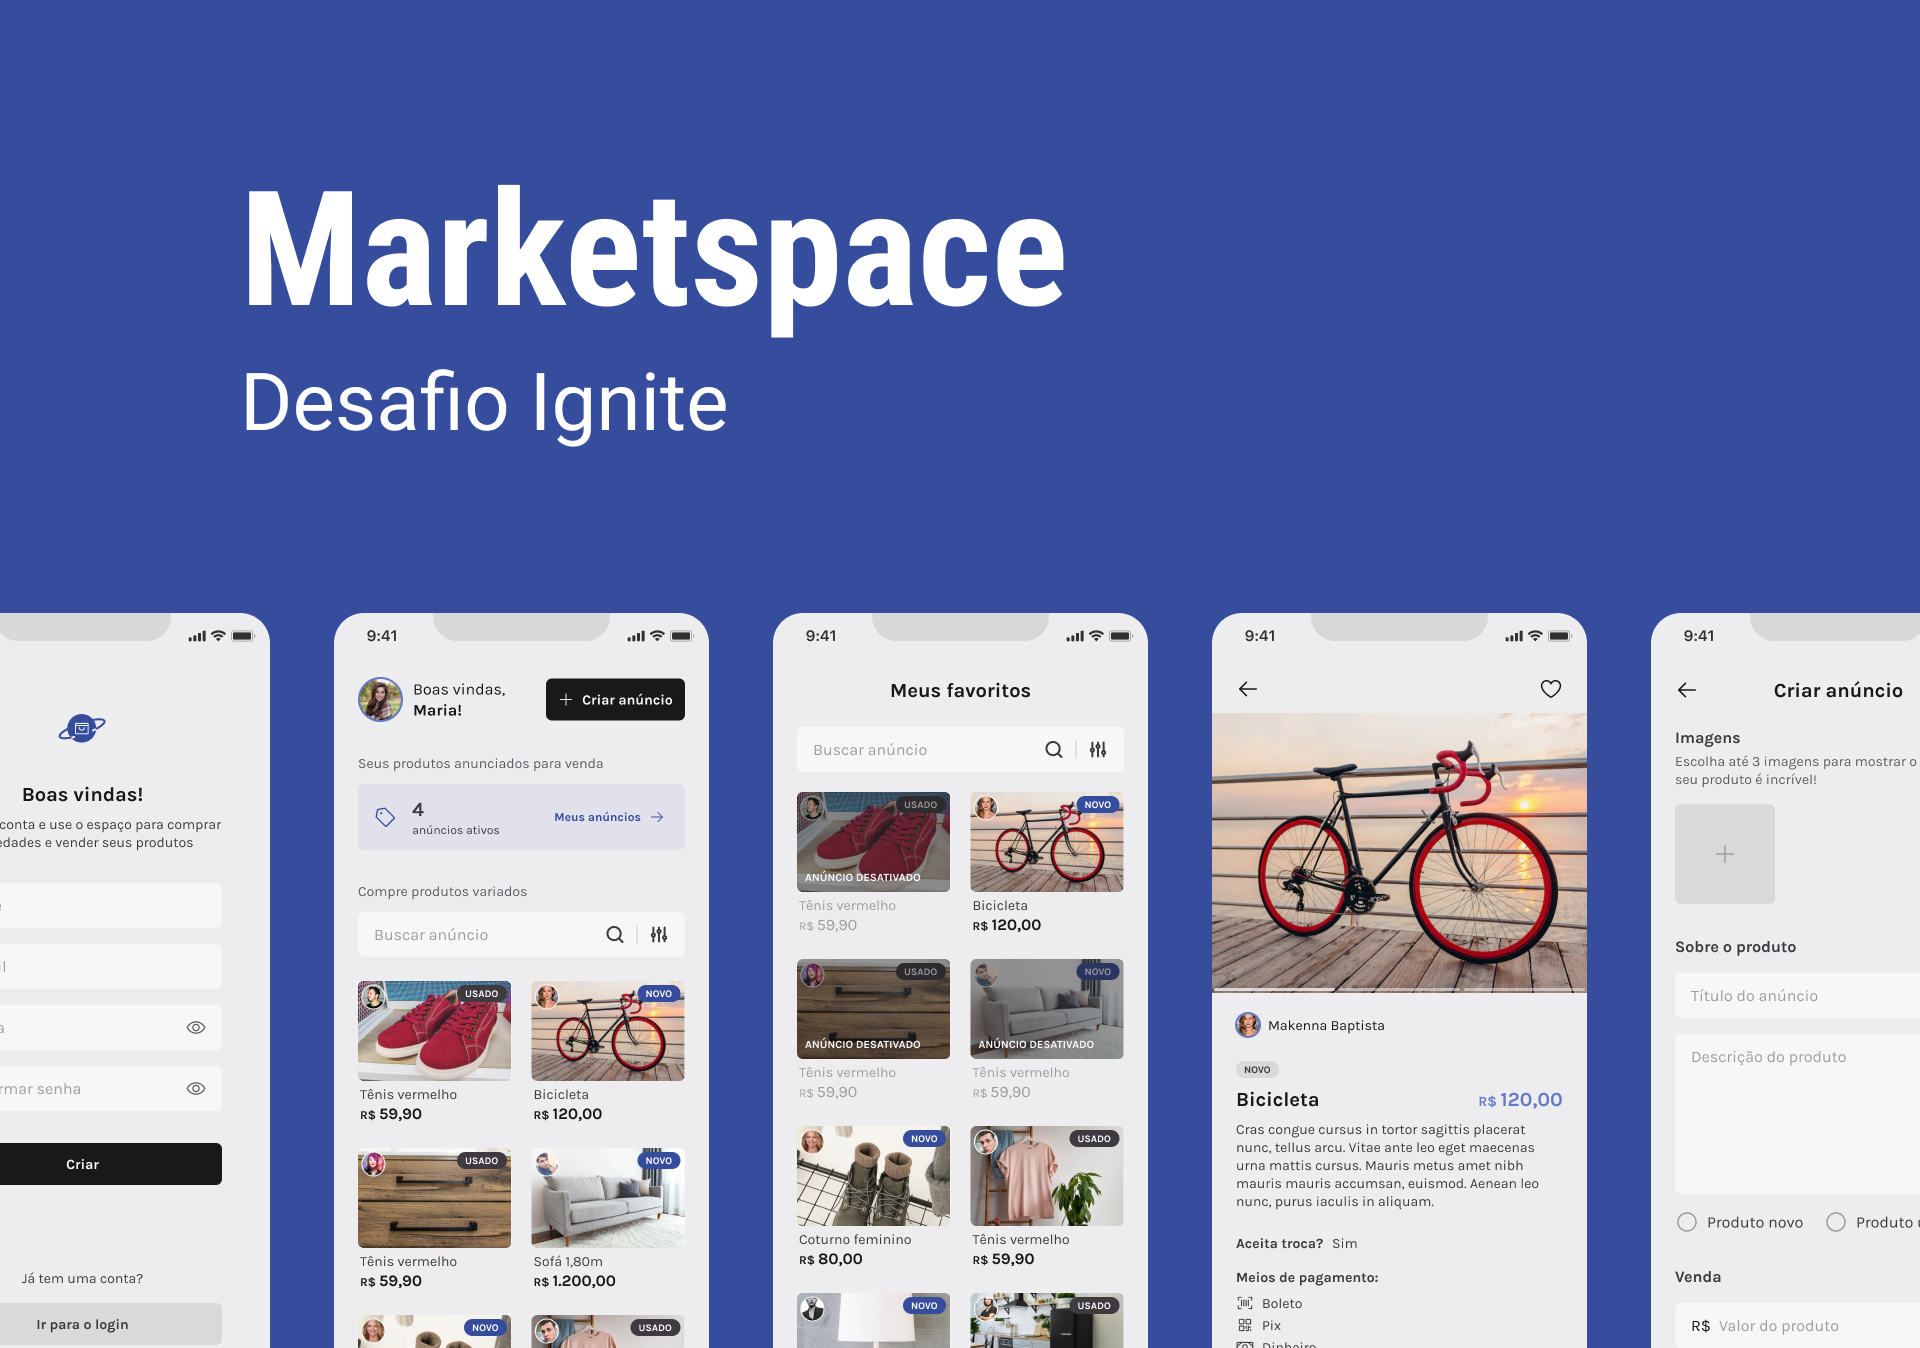 Marketspace
Desafio Ignite
Boas vindas!
conta e use o espaço para comprar
vender seus produtos
senha
Criar
Já tem uma conta?
Ir para o login
9:41
Boas vindas,
Maria!
+ Criar anúncio
Seus produtos anunciados para venda
4
anúncios ativos
Meus anúncios
Compre produtos variados
Buscar anúncio
USADO
NOVO
Tênis vermelho
R$ 59,90
Bicicleta
R$ 120,00
USADO
NOVO
Tênis vermelho
R$ 59,90
Sofá 1,80m
R$ 1.200,00
NOVO
USADO
9:41
Meus favoritos
Buscar anúncio
USADO
ANÚNCIO DESATIVADO
NOVO
Tênis vermelho
R$ 59,90
Bicicleta
R$ 120,00
USADO
ANÚNCIO DESATIVADO
NOVO
ANÚNCIO DESATIVADO
Tênis vermelho
R$ 59,90
Tênis vermelho
R$ 59,90
NOVO
USADO
Coturno feminino
R$ 80,00
Tênis vermelho
R$ 59,90
NOVO
USADO
9:41
Makenna Baptista
NOVO
Bicicleta
R$ 120,00
Cras congue cursus in tortor sagittis placerat
nunc, tellus arcu. Vitae ante leo eget maecenas
urna mattis cursus. Mauris metus amet nibh
mauris mauris accumsan, euismod. Aenean leo
nunc, purus iaculis in aliquam.
Aceita troca? Sim
Meios de pagamento:
Boleto
Pix
Dinheiro
9:41
Criar anúncio
Imagens
Escolha até 3 imagens para mostrar o
seu produto é incrível!
Sobre o produto
Título do anúncio
Descrição do produto
Produto novo
Produto
Venda
R$ Valor do produto